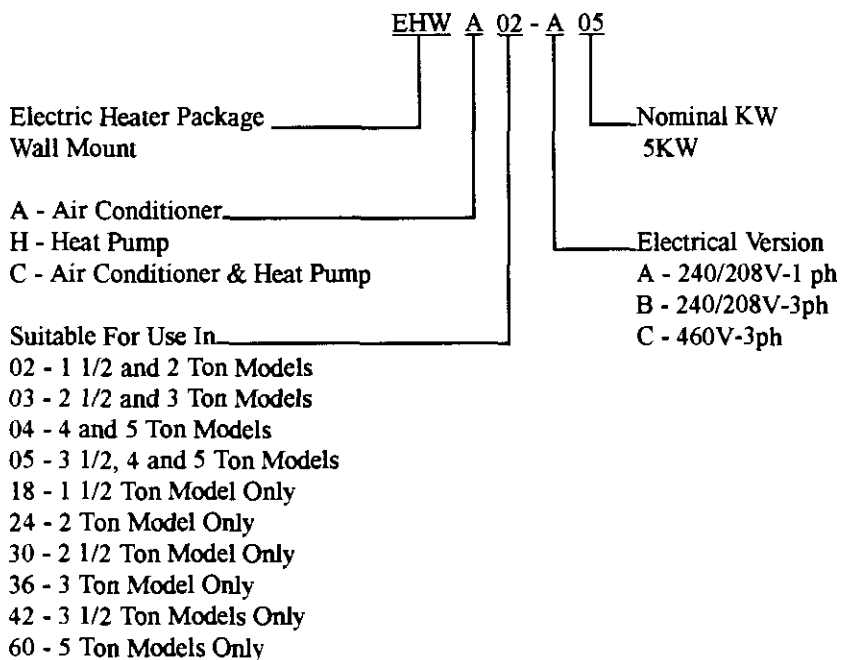 EHW A 02 - A 05
Electric Heater Package
Wall Mount
Nominal KW
5KW
A - Air Conditioner
H - Heat Pump
C - Air Conditioner & Heat Pump
Electrical Version
A - 240/208V-1 ph
B - 240/208V-3ph
C - 460V-3ph
Suitable For Use In
02 - 1 1/2 and 2 Ton Models
03 - 2 1/2 and 3 Ton Models
04 - 4 and 5 Ton Models
05 - 3 1/2, 4 and 5 Ton Models
18 - 1 1/2 Ton Model Only
24 - 2 Ton Model Only
30 - 2 1/2 Ton Model Only
36 - 3 Ton Model Only
42 - 3 1/2 Ton Models Only
60 - 5 Ton Models Only